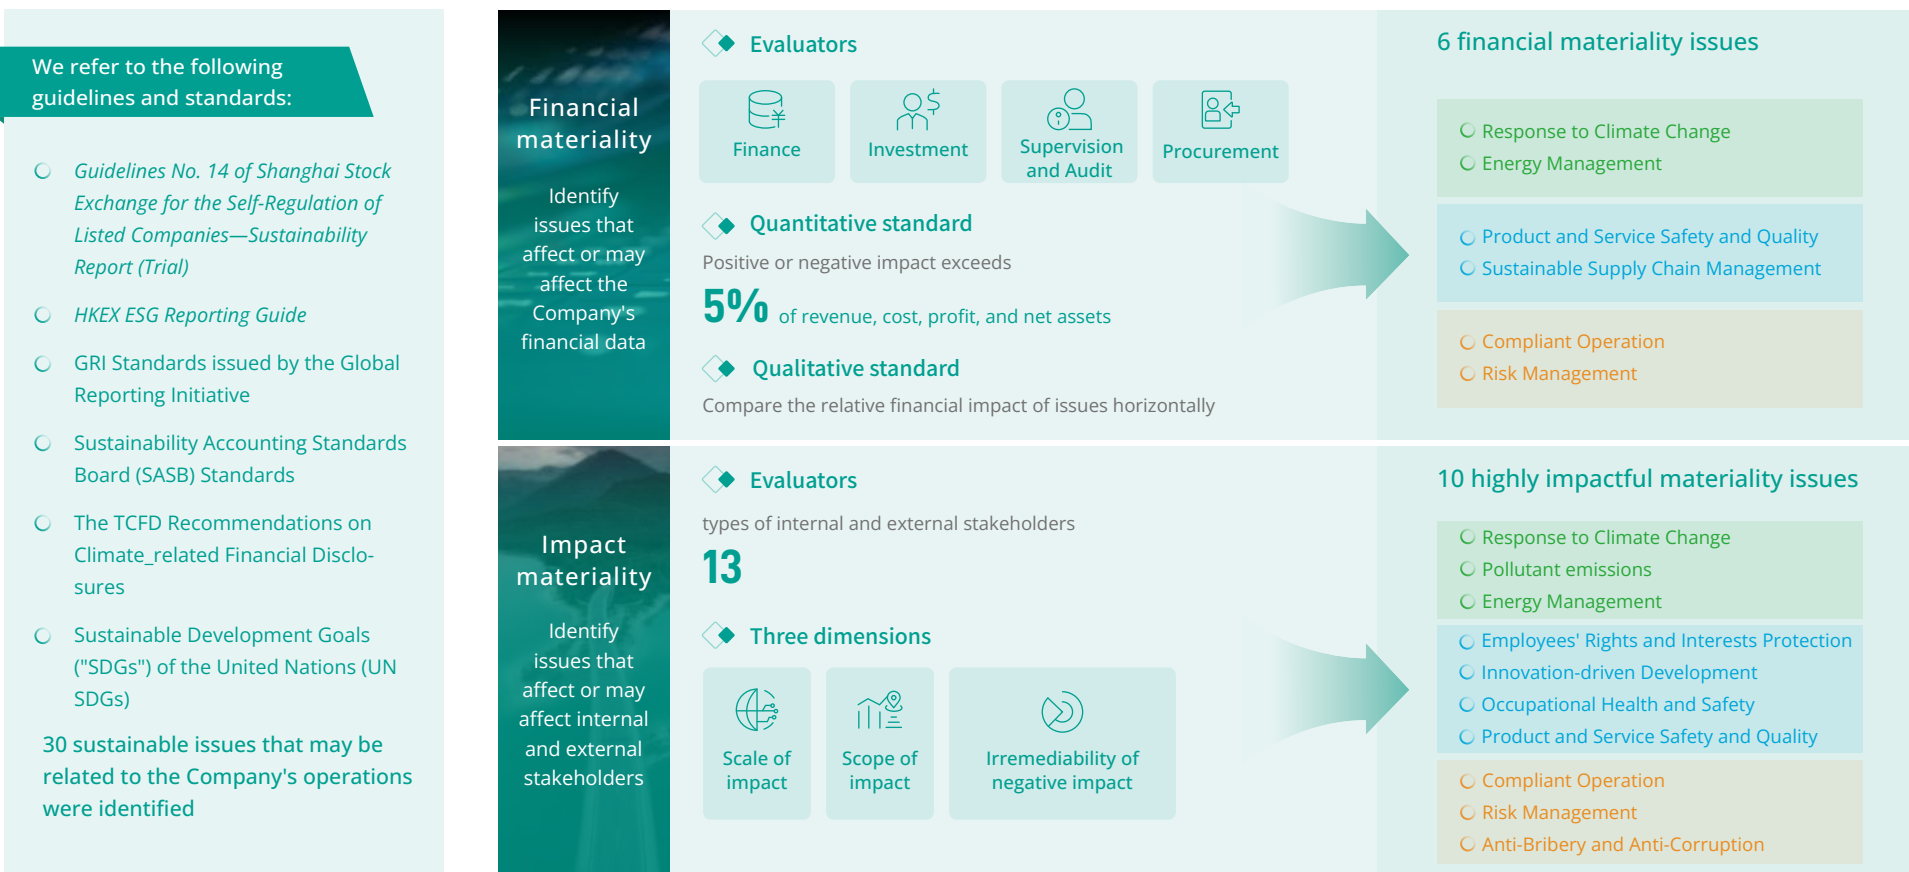 We refer to the following
guidelines and standards:
Guidelines No. 14 of Shanghai Stock
Exchange for the Self-Regulation of
Listed Companies—Sustainability
Report (Trial)
HKEX ESG Reporting Guide
GRI Standards issued by the Global
Reporting Initiative
Sustainability Accounting Standards
Board (SASB) Standards
The TCFD Recommendations on
Climate_related Financial Disclo-
sures
Sustainable Development Goals
("SDGs") of the United Nations (UN
SDGs)
30 sustainable issues that may be
related to the Company's operations
were identified
Financial
materiality
Identify
issues that
affect or may
affect the
Company's
financial data
Evaluators
Finance
Investment
Supervision
and Audit
Procurement
Quantitative standard
Positive or negative impact exceeds
5% of revenue, cost, profit, and net assets
Qualitative standard
Compare the relative financial impact of issues horizontally
6 financial materiality issues
Response to Climate Change
Energy Management
Product and Service Safety and Quality
Sustainable Supply Chain Management
Compliant Operation
Risk Management
Impact
materiality
Identify
issues that
affect or may
affect internal
and external
stakeholders
Evaluators
types of internal and external stakeholders
13
Three dimensions
Scale of
impact
Scope of
impact
Irremediability of
negative impact
10 highly impactful materiality issues
Response to Climate Change
Pollutant emissions
Energy Management
Employees' Rights and Interests Protection
Innovation-driven Development
Occupational Health and Safety
Product and Service Safety and Quality
Compliant Operation
Risk Management
Anti-Bribery and Anti-Corruption